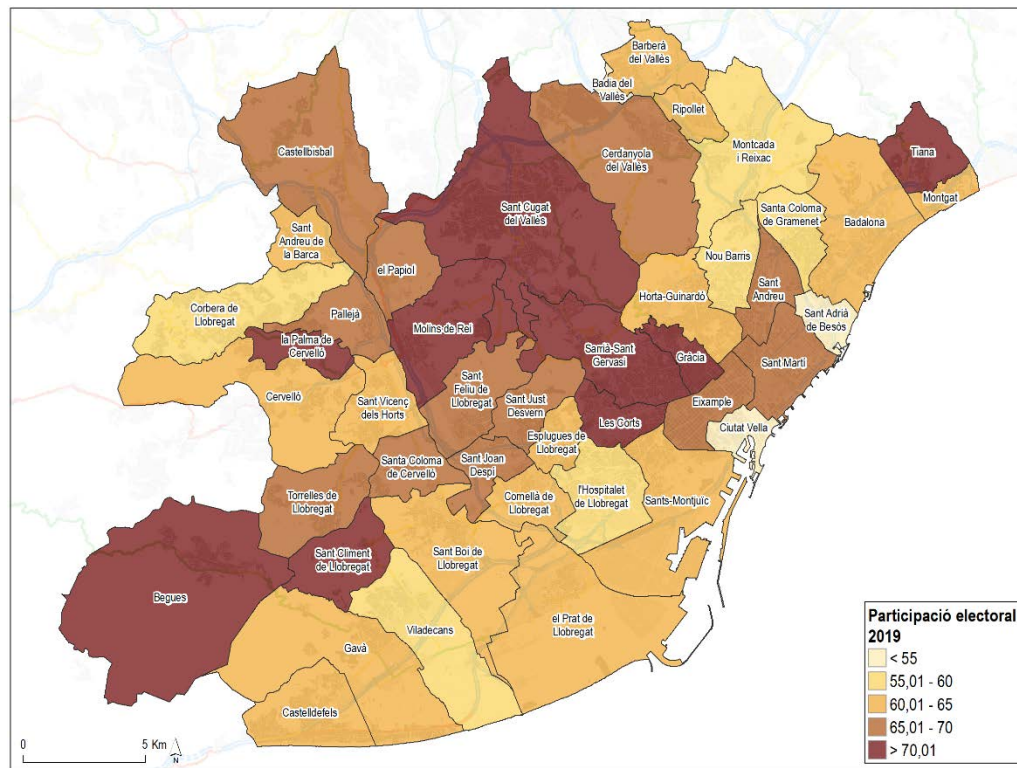 Barberà
del Vallès
Badia del
Vallès
Ripollet
Castellbisbal
Cerdanyola
del Vallès
Montcada
i Reixac
Tiana
Montgat
Sant Cugat
del Vallès
Santa Coloma
de Gramenet
Badalona
Sant
Andreu de
la Barca
el Papiol
Nou Barris
Sant
Andreu
Horta-Guinardó
Corbera de
Llobregat
Pallejà
Sant Adrià
de Besós
la Palma de
Cervelló
Molins de Rei
Sarrià-Sant
Gervasi
Gràcia
Sant Martí
Sant
Feliu de
Llobregat
Sant Just
Desvern
Eixample
Cervelló
Sant Vicenç
dels Horts
Les Corts
Ciutat Vella
Esplugues de
Llobregat
Santa Coloma
de Cervelló
Sant Joan
Despí
Torrelles de
Llobregat
Cornellà de
Llobregat
l'Hospitalet
de Llobregat
Sants-Montjuïc
Sant Climent
de Llobregat
Sant Boi de
Llobregat
Begues
el Prat de
Llobregat
Viladecans
Gavà
Castelldefels
Participació electoral
2019
< 55
55,01 - 60
60,01 - 65
65,01 - 70
> 70,01
0 5 Km
N